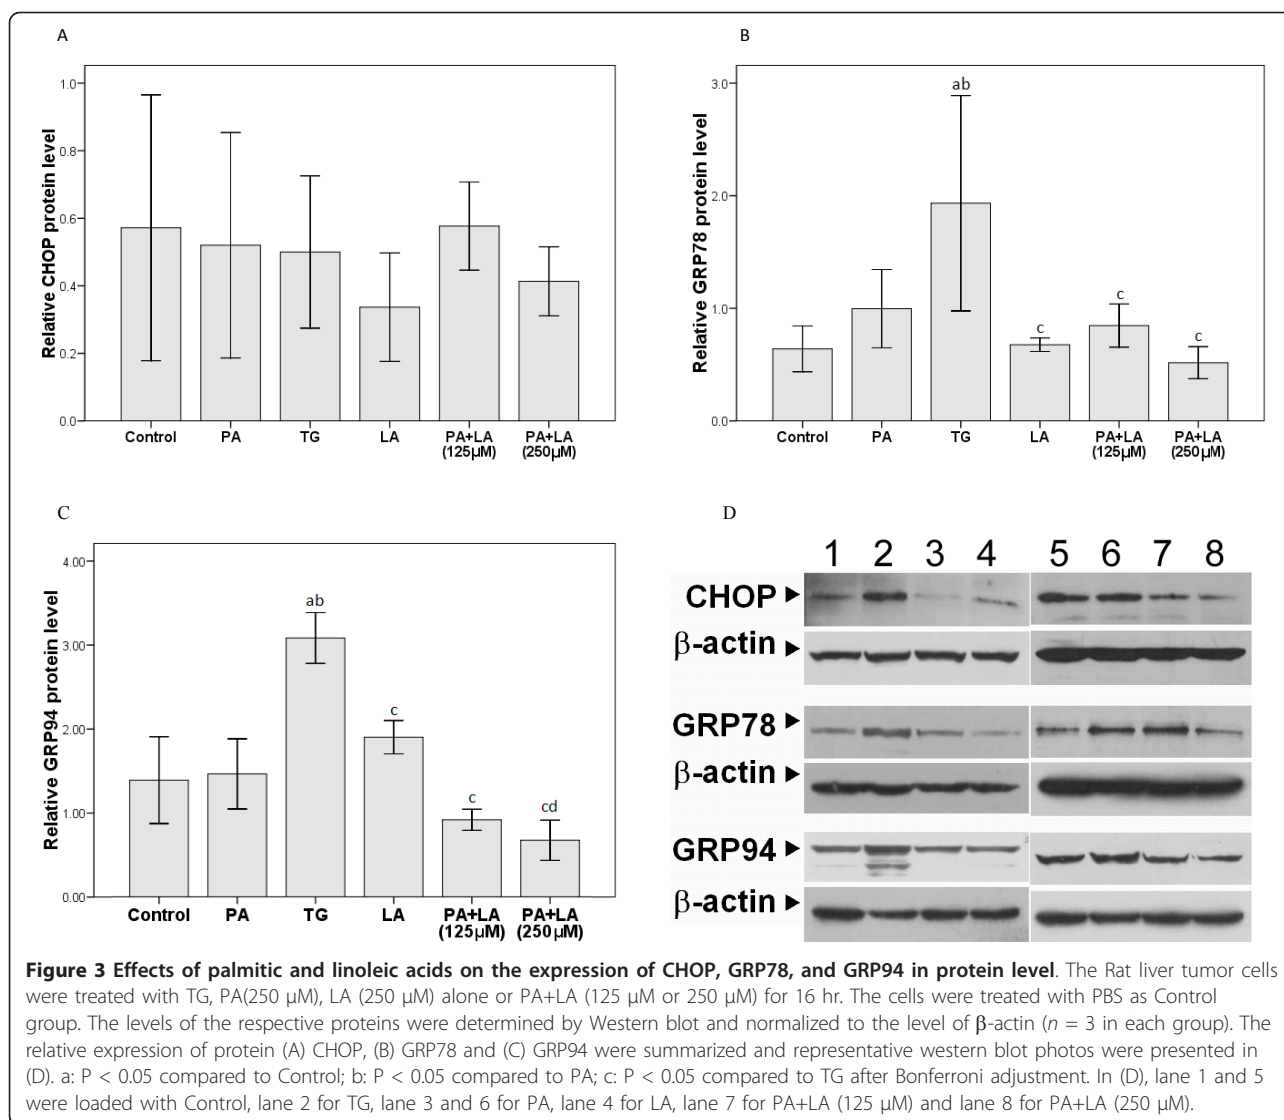 A
Relative CHOP protein level
1.0
0.8
0.6
0.4
0.2
0.0
Control PA TG LA PA+LA PA+LA
(125µM) (250µM)
B
Relative GRP78 protein level
3.0
2.0
1.0
0.0
ab
c
c
c
Control PA TG LA PA+LA PA+LA
(125µM) (250µM)
C
Relative GRP94 protein level
4.00
3.00
2.00
1.00
0.00
ab
c
c
cd
Control PA TG LA PA+LA PA+LA
(125µM) (250µM)
D
1 2 3 4 5 6 7 8
CHOP
β-actin
GRP78
β-actin
GRP94
β-actin
Figure 3 Effects of palmitic and linoleic acids on the expression of CHOP, GRP78, and GRP94 in protein level. The Rat liver tumor cells
were treated with TG, PA(250 μM), LA (250 μM) alone or PA+LA (125 μM or 250 μM) for 16 hr. The cells were treated with PBS as Control
group. The levels of the respective proteins were determined by Western blot and normalized to the level of β-actin (n = 3 in each group). The
relative expression of protein (A) CHOP, (B) GRP78 and (C) GRP94 were summarized and representative western blot photos were presented in
(D). a: P < 0.05 compared to Control; b: P < 0.05 compared to PA; c: P < 0.05 compared to TG after Bonferroni adjustment. In (D), lane 1 and 5
were loaded with Control, lane 2 for TG, lane 3 and 6 for PA, lane 4 for LA, lane 7 for PA+LA (125 μM) and lane 8 for PA+LA (250 μM).